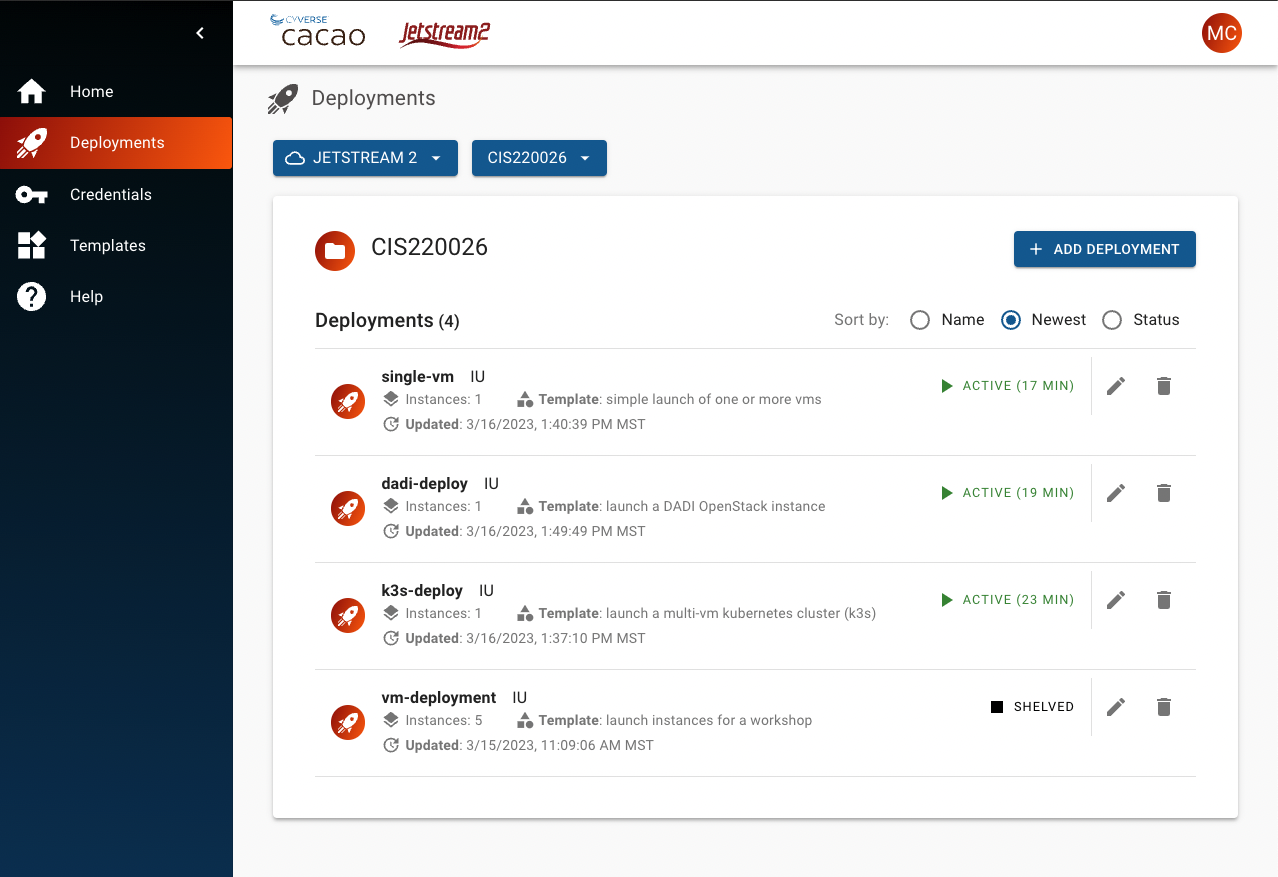 CYVERSE
cacao
Jetstream2
MC
Home
Deployments
Credentials
Templates
Help
Deployments
JETSTREAM 2
CIS220026
CIS220026
ADD DEPLOYMENT
Deployments (4)
Sort by: Name Newest Status
single-vm IU
Instances: 1 Template: simple launch of one or more vms
Updated: 3/16/2023, 1:40:39 PM MST
ACTIVE (17 MIN)
dadi-deploy IU
Instances: 1 Template: launch a DADI OpenStack instance
Updated: 3/16/2023, 1:49:49 PM MST
ACTIVE (19 MIN)
k3s-deploy IU
Instances: 1 Template: launch a multi-vm kubernetes cluster (k3s)
Updated: 3/16/2023, 1:37:10 PM MST
ACTIVE (23 MIN)
vm-deployment IU
Instances: 5 Template: launch instances for a workshop
Updated: 3/15/2023, 11:09:06 AM MST
SHELVED